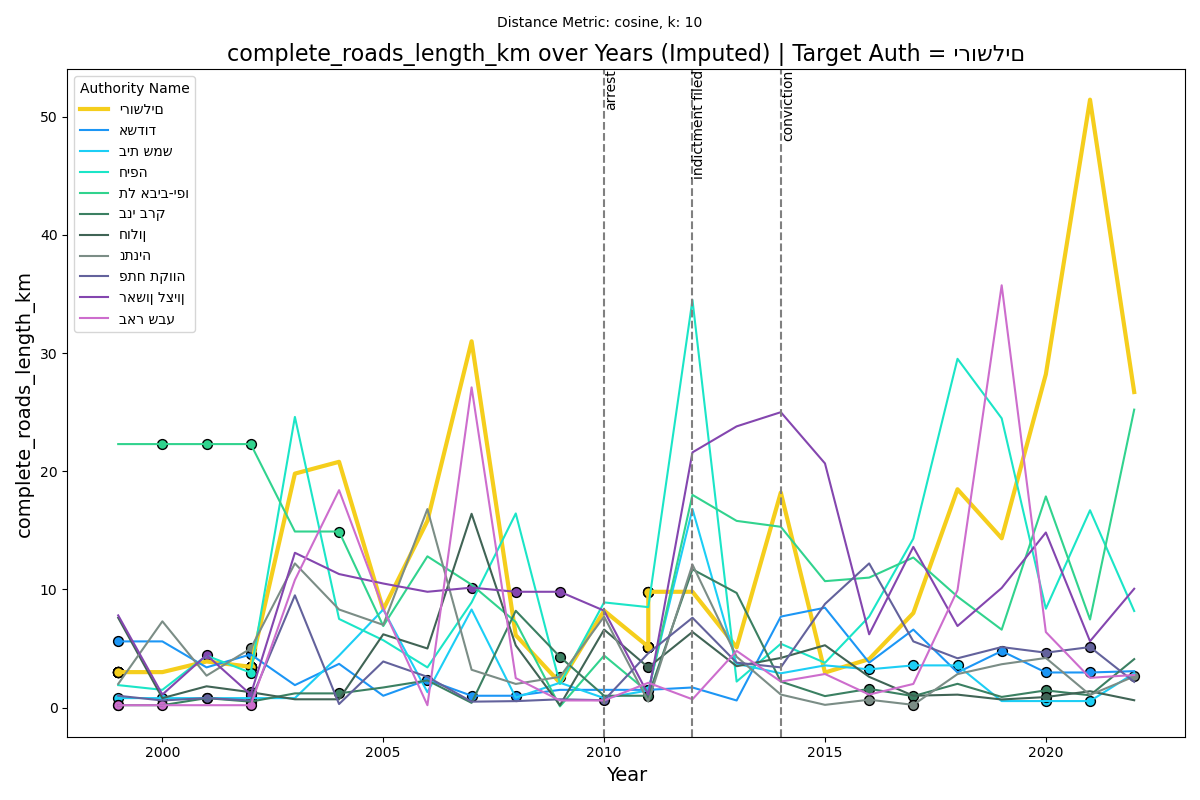 Distance Metric: cosine, k: 10
complete_roads_length_km over Years (Imputed) | Target Auth = ירושלים
Authority Name
ירושלים
אשדוד
בית שמש
חיפה
תל אביב-יפו
בני ברק
חולון
נתניה
פתח תקווה
ראשון לציון
באר שבע
arrest
indictment filed
conviction
complete_roads_length_km
50
40
30
20
10
0
2000
2005
2010
2015
2020
Year